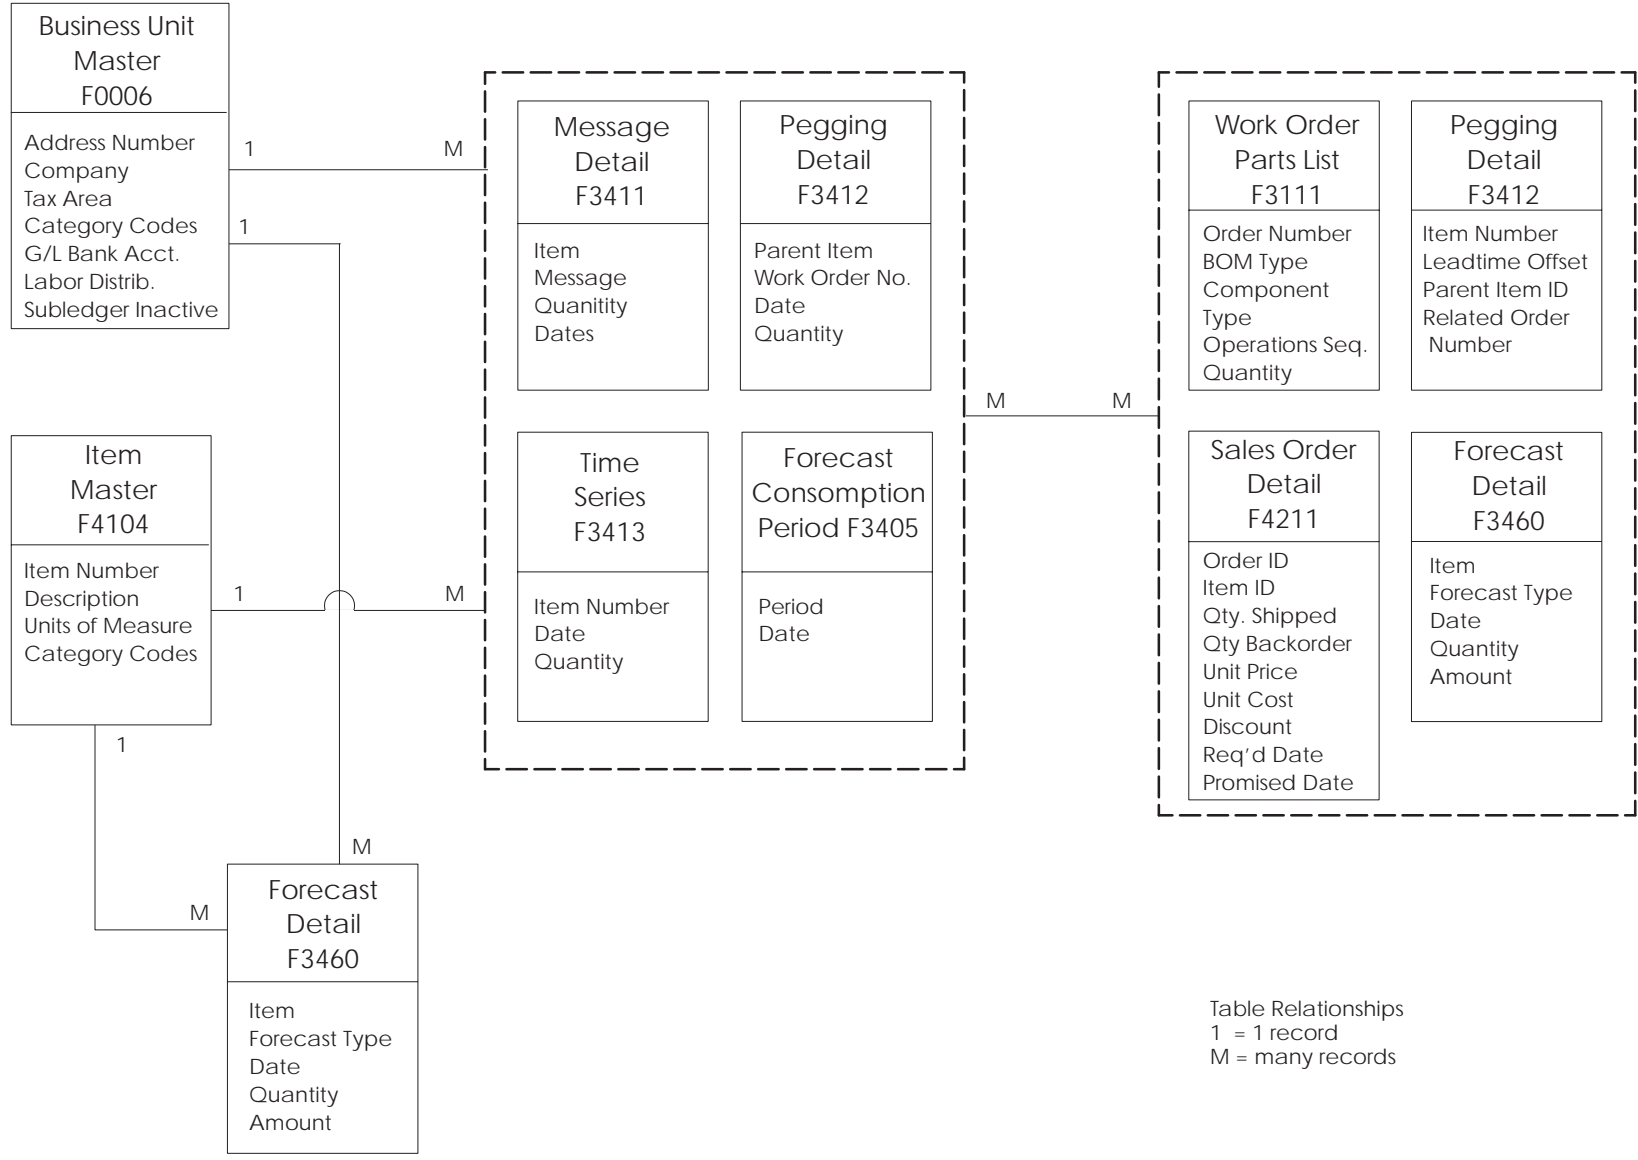 Business Unit
Master
F0006
Address Number
Company
Tax Area
Category Codes
G/L Bank Acct.
Labor Distrib.
Subledger Inactive
1
M
1
Item
Master
F4104
Item Number
Description
Units of Measure
Category Codes
1
M
1
M
M
Forecast
Detail
F3460
Item
Forecast Type
Date
Quantity
Amount
Message
Detail
F3411
Item
Message
Quanitity
Dates
Pegging
Detail
F3412
Parent Item
Work Order No.
Date
Quantity
Time
Series
F3413
Item Number
Date
Quantity
Forecast
Consomption
Period F3405
Period
Date
M
M
Work Order
Parts List
F3111
Order Number
BOM Type
Component
Type
Operations Seq.
Quantity
Pegging
Detail
F3412
Item Number
Leadtime Offset
Parent Item ID
Related Order
Number
Sales Order
Detail
F4211
Order ID
Item ID
Qty. Shipped
Qty Backorder
Unit Price
Unit Cost
Discount
Req'd Date
Promised Date
Forecast
Detail
F3460
Item
Forecast Type
Date
Quantity
Amount
Table Relationships
1 = 1 record
M = many records